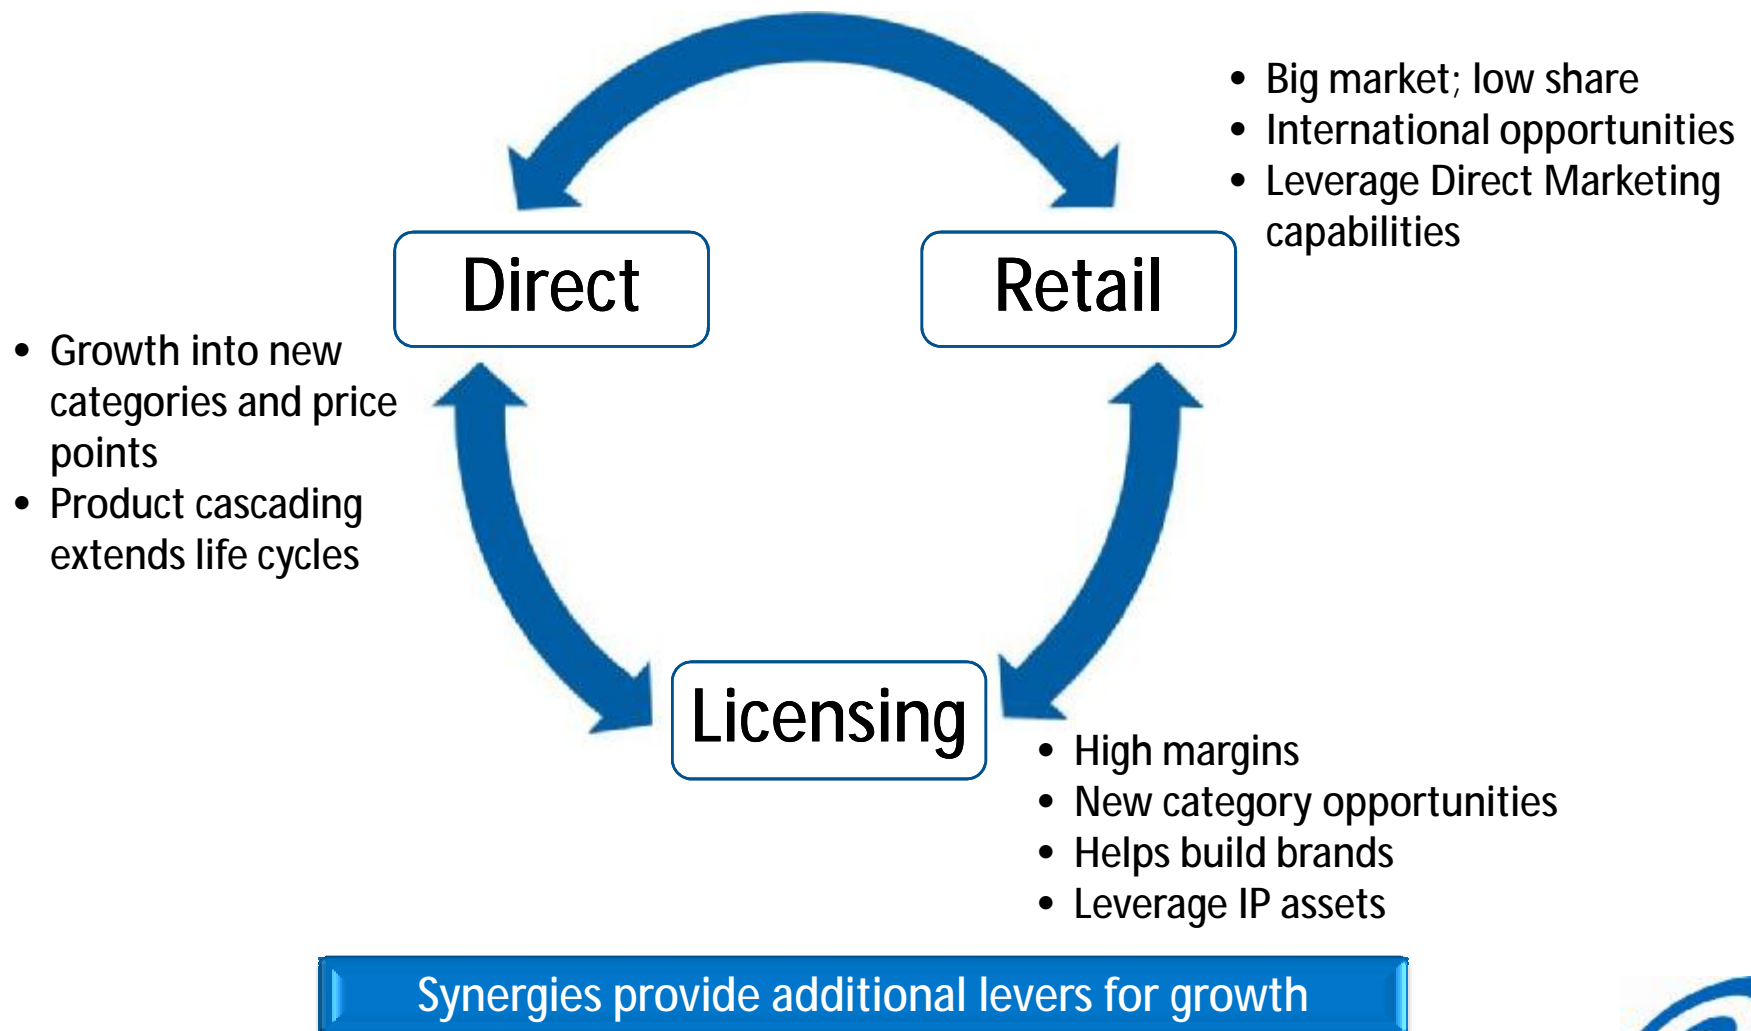 • Big market; low share
• International opportunities
• Leverage Direct Marketing
capabilities
Direct
Retail
• Growth into new
categories and price
points
• Product cascading
extends life cycles
Licensing
• High margins
• New category opportunities
• Helps build brands
• Leverage IP assets
Synergies provide additional levers for growth